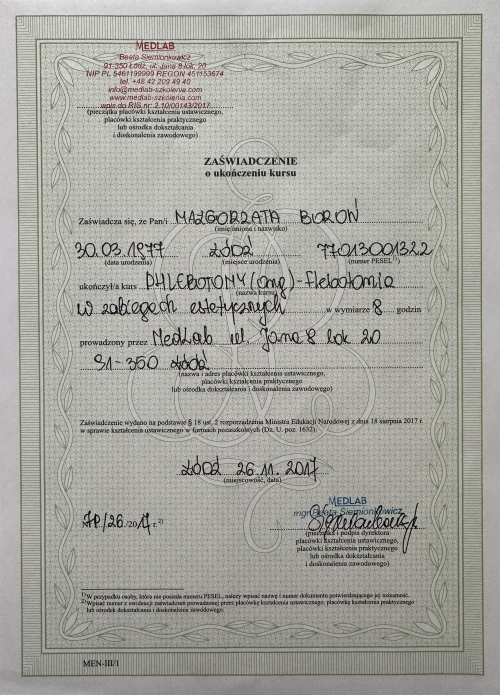 MEDLAB
Beata Siemionkowicz
91-350 Łódź, ul. Jana 8 lok. 20
NIP PL 5461199999 REGON 451153674
tel. +48 42 209 49 40
info@medlab-szkolenia.com
www.medlab-szkolenia.com
wpis do RIS nr: 2.10/00143/2017
(pieczątka placówki kształcenia ustawicznego,
placówki kształcenia praktycznego
lub ośrodka dokształcania
i doskonalenia zawodowego)
ZAŚWIADCZENIE
o ukończeniu kursu
Zaświadcza się, że Pan/i MAŁGORZATA BOROŃ
(imię/imiona i nazwisko)
30.03.1977 ŁÓDŹ 77013001322
(data urodzenia) (miejsce urodzenia) (numer PESEL1))
ukończył/a kurs PHLEBOTOMY (ang)-Flebotomia
(nazwa kursu)
w zabiegach estetycznych w wymiarze 8 godzin
prowadzony przez MedLab ul. Jana 8 lok 20
91-350 Łódź
(nazwa i adres placówki kształcenia ustawicznego,
placówki kształcenia praktycznego
lub ośrodka dokształcania i doskonalenia zawodowego)
Zaświadczenie wydano na podstawie § 18 ust. 2 rozporządzenia Ministra Edukacji Narodowej z dnia 18 sierpnia 2017 r.
w sprawie kształcenia ustawicznego w formach pozaszkolnych (Dz. U. poz. 1632).
ŁÓDŹ 26.11.2017
(miejscowość, data)
/26/2017 r.2)
MEDLAB
mgr Beata Siemionkowicz
(pieczątka i podpis dyrektora
placówki kształcenia ustawicznego,
placówki kształcenia praktycznego
lub ośrodka dokształcania
i doskonalenia zawodowego)
1) W przypadku osoby, która nie posiada numeru PESEL, należy wpisać nazwę i numer dokumentu potwierdzającego jej tożsamość.
2) Wpisać numer z ewidencji zaświadczeń prowadzonej przez placówkę kształcenia ustawicznego, placówkę kształcenia praktycznego
lub ośrodek dokształcania i doskonalenia zawodowego.
MEN-III/1